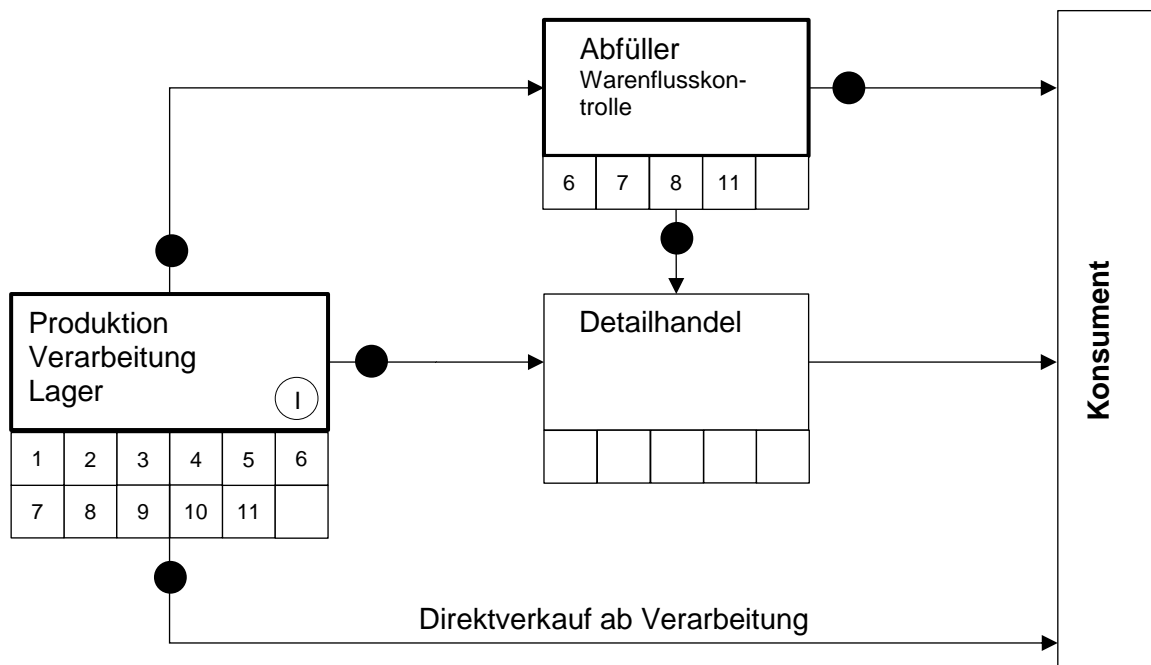 Abfüller
Warenflusskon-
trolle
6 7 8 11
Produktion
Verarbeitung
Lager
I
1 2 3 4 5 6
7 8 9 10 11
Detailhandel
Konsument
Direktverkauf ab Verarbeitung